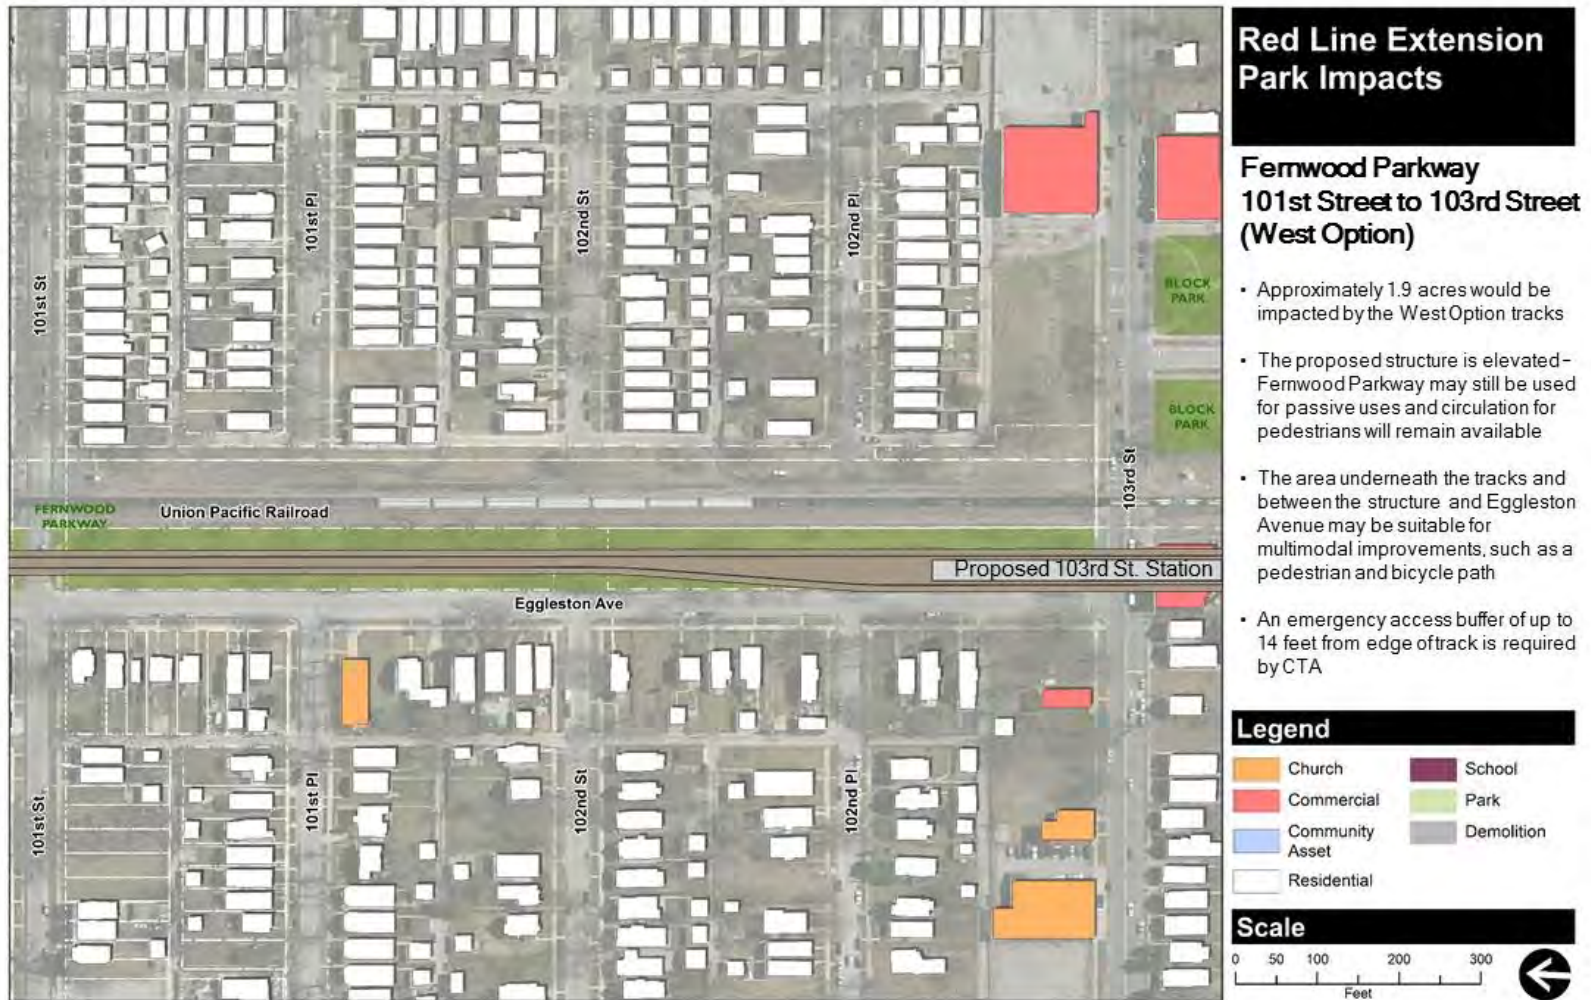 Red Line Extension
Park Impacts
Fernwood Parkway
101st Street to 103rd Street
(West Option)
• Approximately 1.9 acres would be
impacted by the West Option tracks
• The proposed structure is elevated–
Fernwood Parkway may still be used
for passive uses and circulation for
pedestrians will remain available
• The area underneath the tracks and
between the structure and Eggleston
Avenue may be suitable for
multimodal improvements, such as a
pedestrian and bicycle path
• An emergency access buffer of up to
14 feet from edge of track is required
by CTA
Legend
Church
Commercial
Community
Asset
Residential
School
Park
Demolition
Scale
0 50 100 200 300
Feet
101st St
101st Pl
102nd St
102nd Pl
BLOCK
PARK
BLOCK
PARK
103rd St
FERNWOOD
PARKWAY
Union Pacific Railroad
Proposed 103rd St. Station
Eggleston Ave
101st St
101st Pl
102nd St
102nd Pl